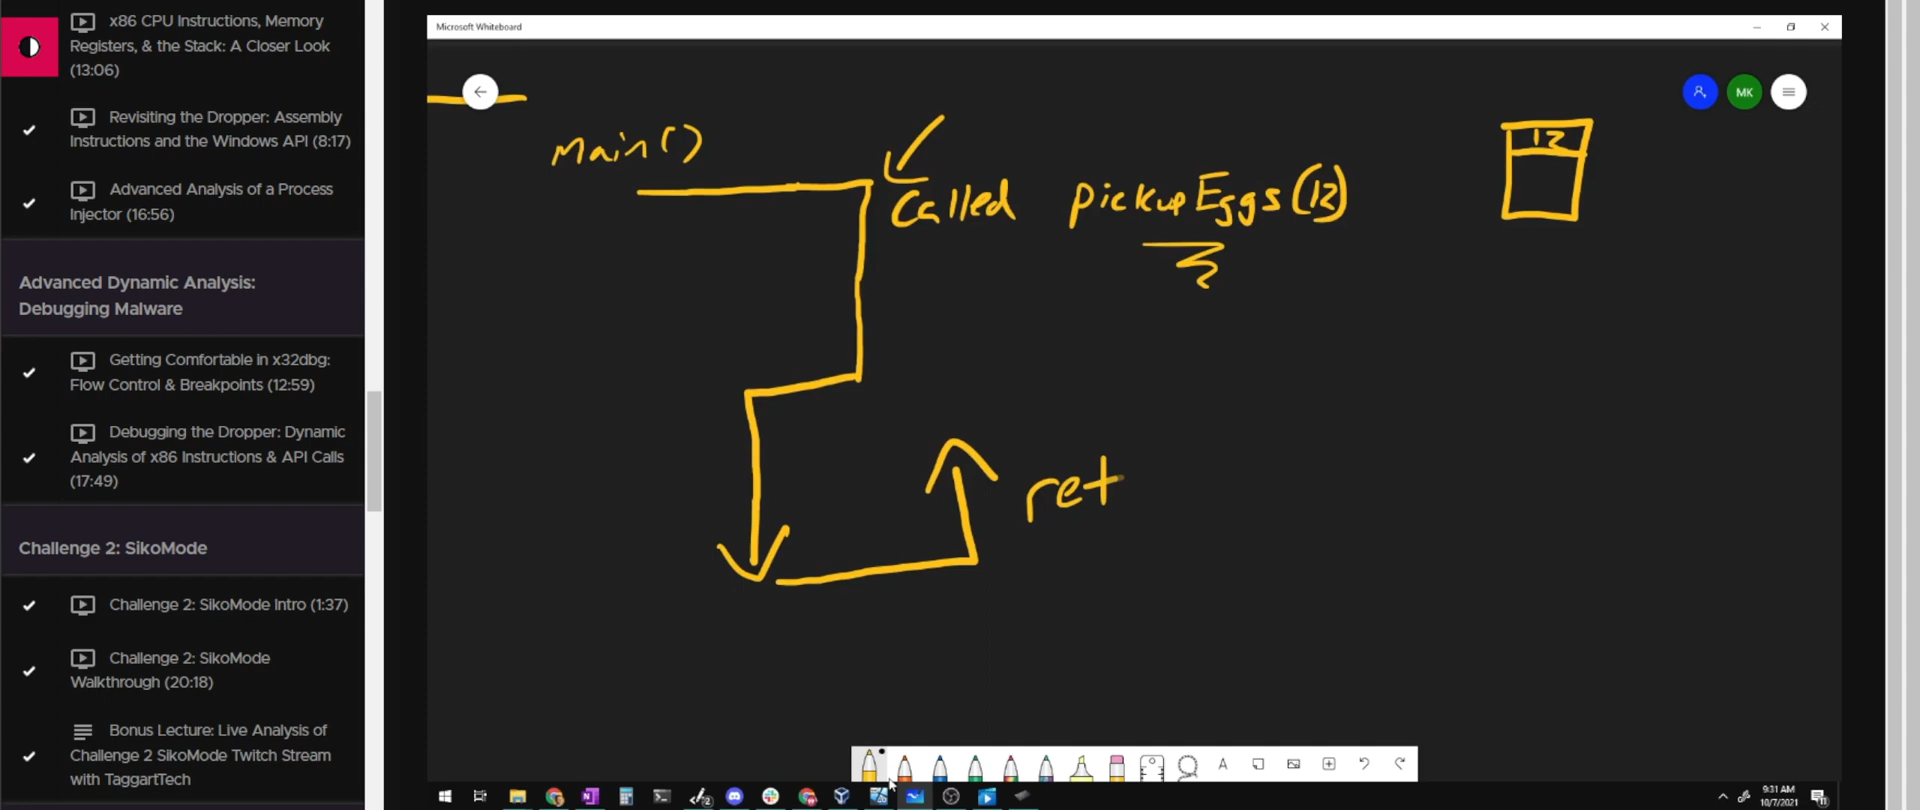 x86 CPU Instructions, Memory
Registers, & the Stack: A Closer Look
(13:06)
Revisiting the Dropper: Assembly
Instructions and the Windows API (8:17)
Advanced Analysis of a Process
Injector (16:56)
Advanced Dynamic Analysis:
Debugging Malware
Getting Comfortable in x32dbg:
Flow Control & Breakpoints (12:59)
Debugging the Dropper: Dynamic
Analysis of x86 Instructions & API Calls
(17:49)
Challenge 2: SikoMode
Challenge 2: SikoMode Intro (1:37)
Challenge 2: SikoMode
Walkthrough (20:18)
Bonus Lecture: Live Analysis of
Challenge 2 SikoMode Twitch Stream
with TaggartTech
Microsoft Whiteboard
MK
main()
12
Called pickupEggs(12)
ret
A
9:31 AM
10/7/2021